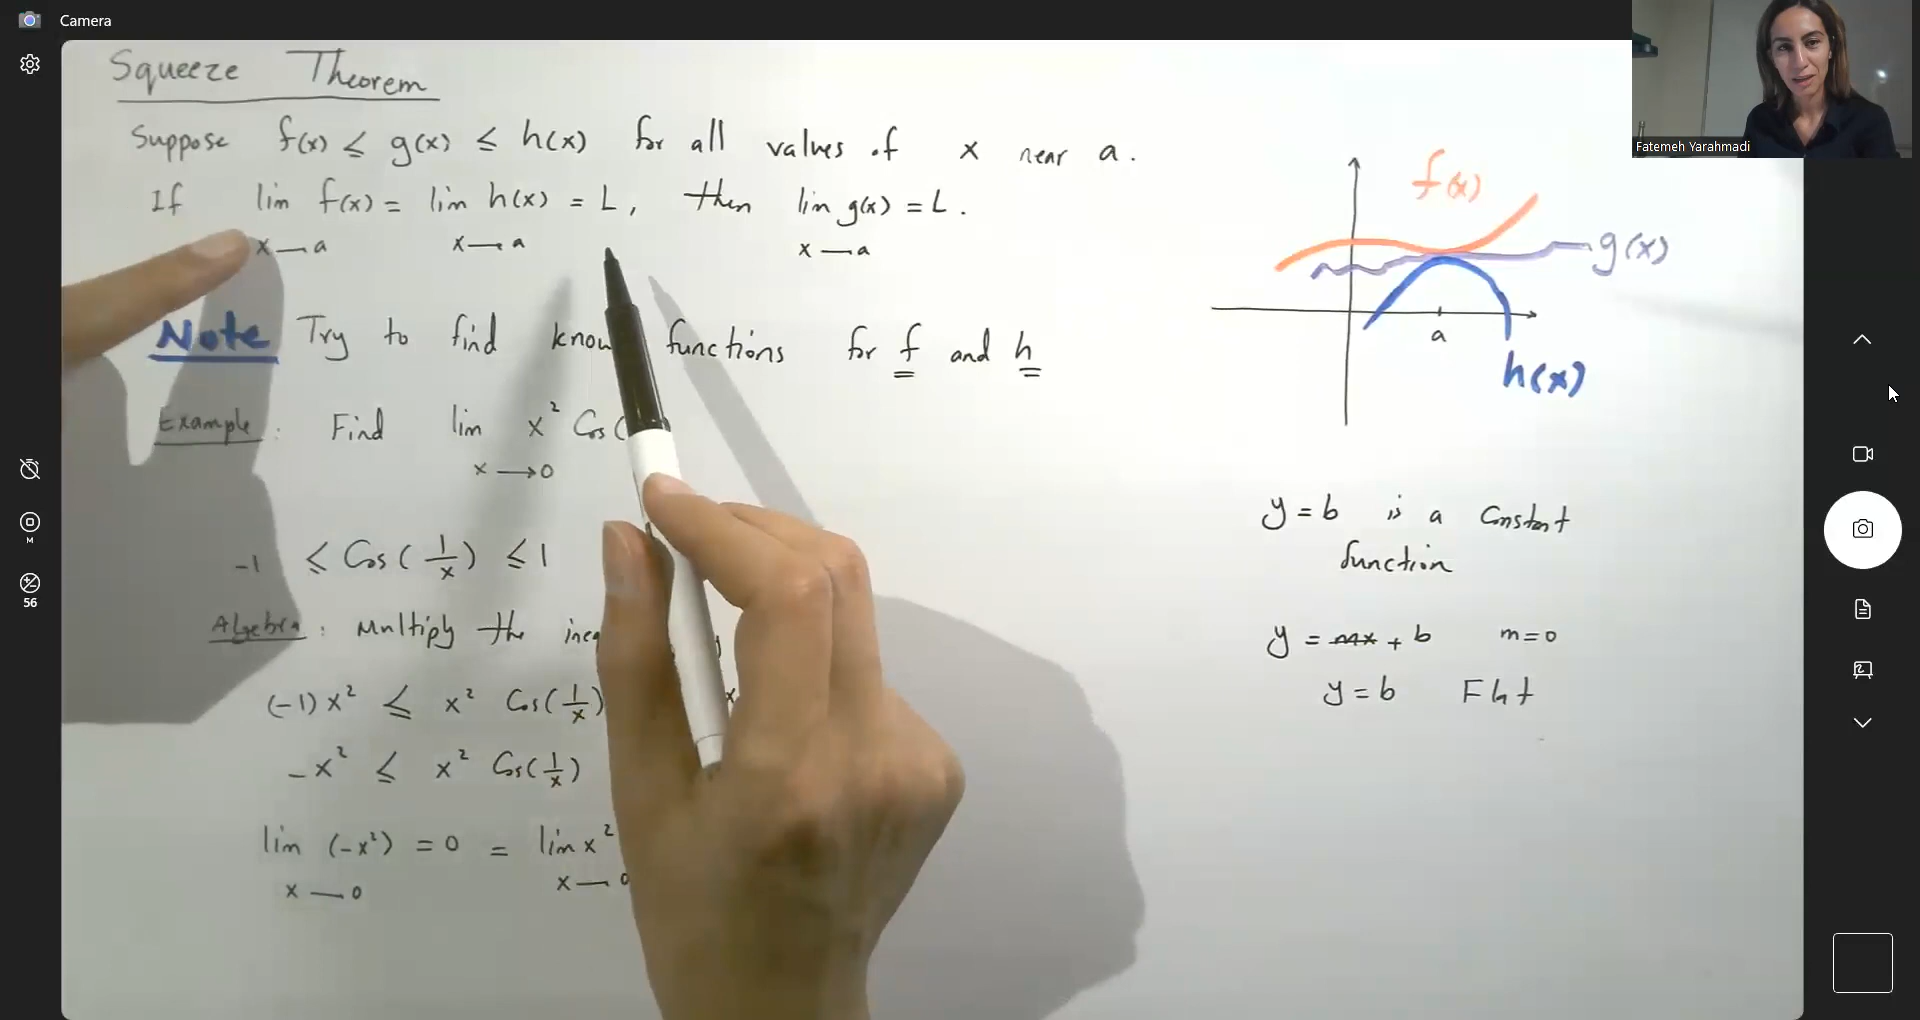 Camera
Fatemeh Yarahmadi
Squeeze Theorem
Suppose f(x) ≤ g(x) ≤ h(x) for all values of x near a.
If lim f(x) = lim h(x) = L, then lim g(x) = L.
x — a x — a x — a
Note Try to find functions for f and h
Example: Find lim x² Cos(
x → 0
-1 ≤ Cos(1/x) ≤ 1
Algebra: Multiply the
(-1)x² ≤ x² Cos(1/x)
-x² ≤ x² Cos(1/x)
lim (-x²) = 0 = lim x²
x — 0 x — 0
f(x)
g(x)
a
h(x)
y = b is a Constant
function
y = mx + b m = 0
y = b Flat
M
56